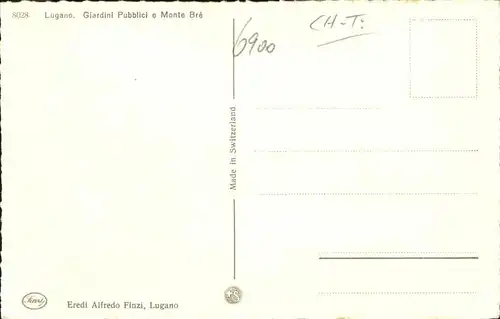 8028 Lugano. Giardini Pubblici e Monte Brè
6900
CH-T:
Made in Switzerland
Eredi Alfredo Finzi, Lugano